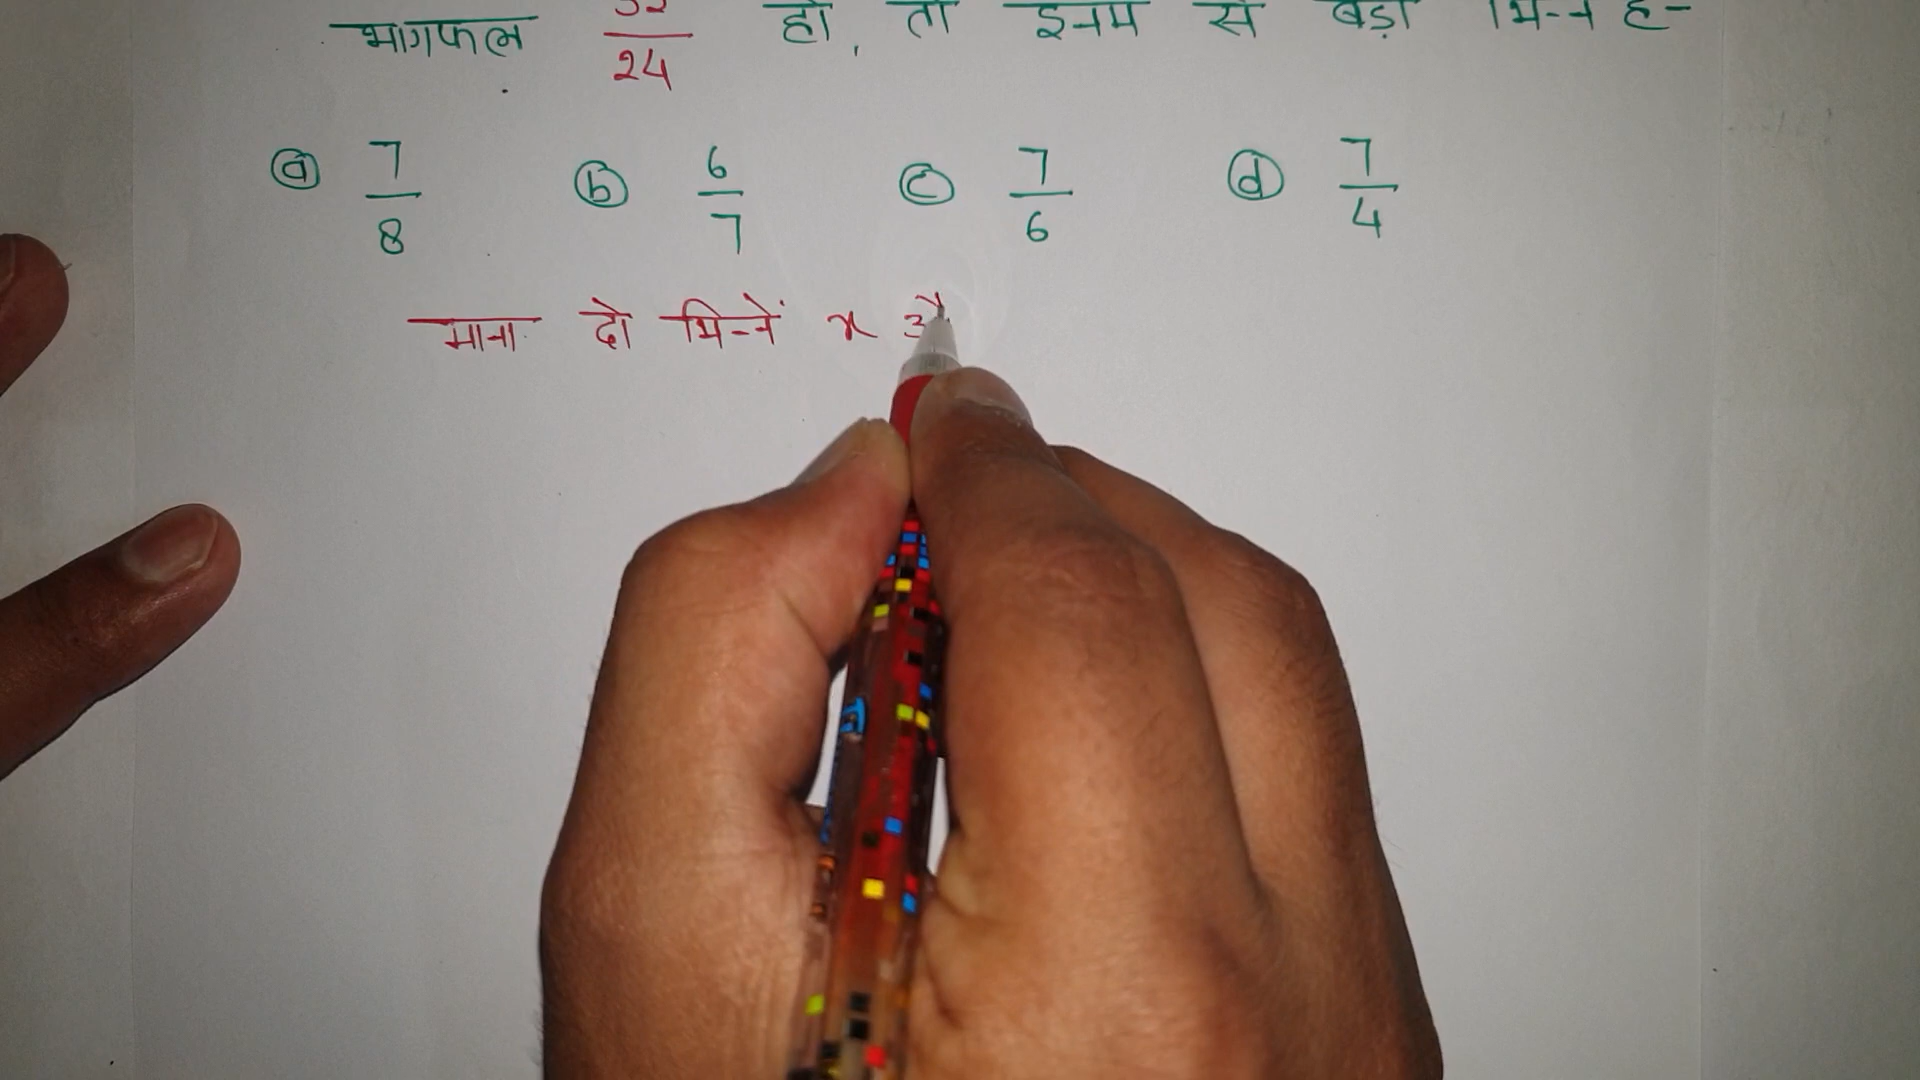 भागफल /24 हो, तो इनमें से बड़ी भिन्न है-
ⓐ 7/8 ⓑ 6/7 ⓒ 7/6 ⓓ 7/4
माना दो भिन्नें x